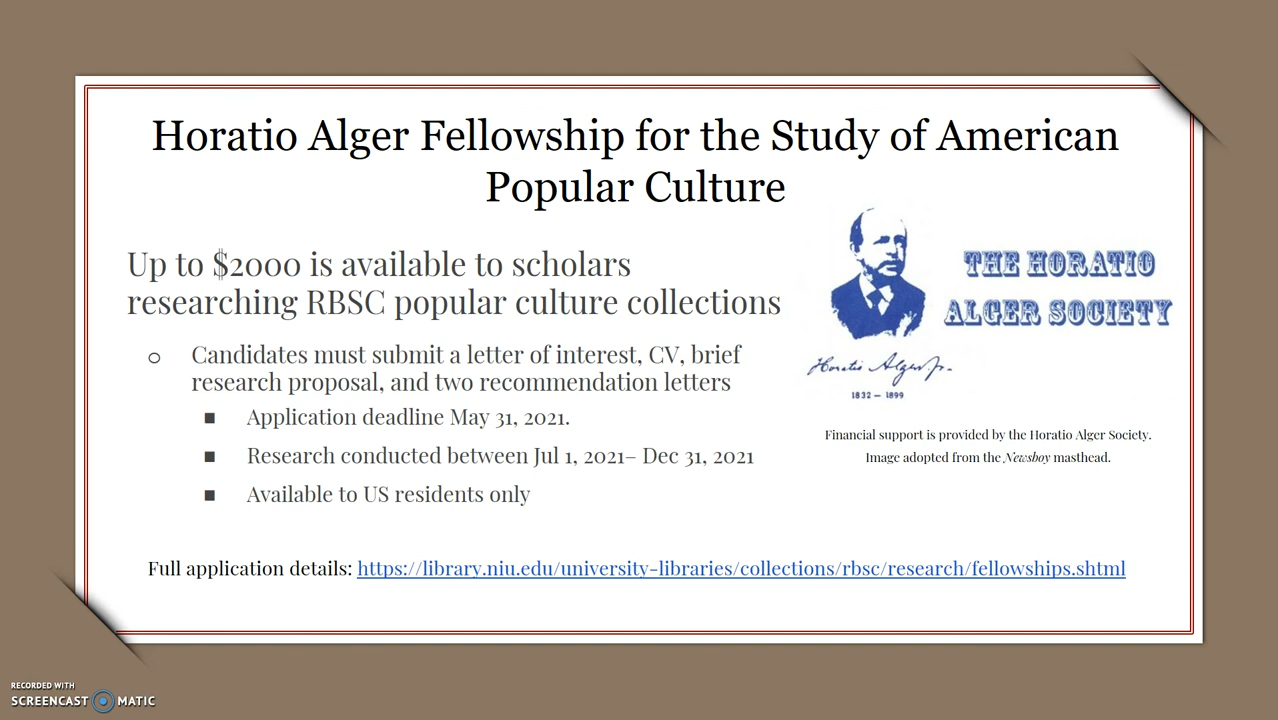 Horatio Alger Fellowship for the Study of American
Popular Culture
Up to $2000 is available to scholars
researching RBSC popular culture collections
o Candidates must submit a letter of interest, CV, brief
research proposal, and two recommendation letters
■ Application deadline May 31, 2021.
■ Research conducted between Jul 1, 2021– Dec 31, 2021
■ Available to US residents only
THE HORATIO
ALGER SOCIETY
Horatio Alger, Jr.
1832 – 1899
Financial support is provided by the Horatio Alger Society.
Image adopted from the Newsboy masthead.
Full application details: https://library.niu.edu/university-libraries/collections/rbsc/research/fellowships.shtml
RECORDED WITH
SCREENCAST MATIC